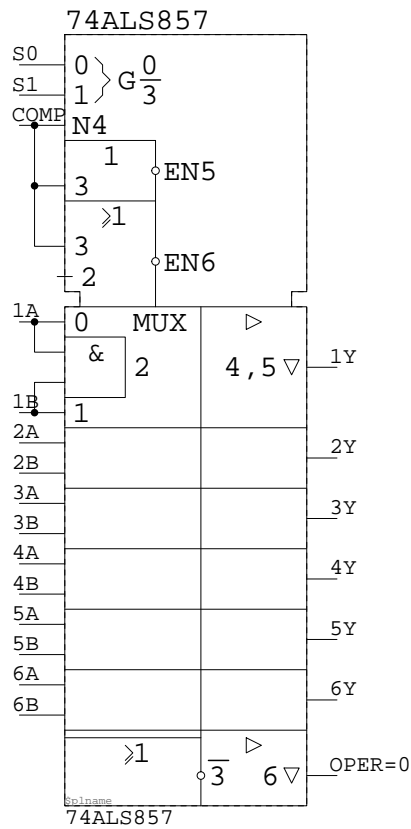 74ALS857
S0 0 G 0
S1 1 3
COMP N4
1
EN5
3
≥1
3 EN6
2
1A 0 MUX ▷
& 2 4,5 ▽ 1Y
1B 1
2A
2B 2Y
3A
3B 3Y
4A
4B 4Y
5A
5B 5Y
6A
6B 6Y
≥1 ▷
3 6 ▽ OPER=0
$plname
74ALS857